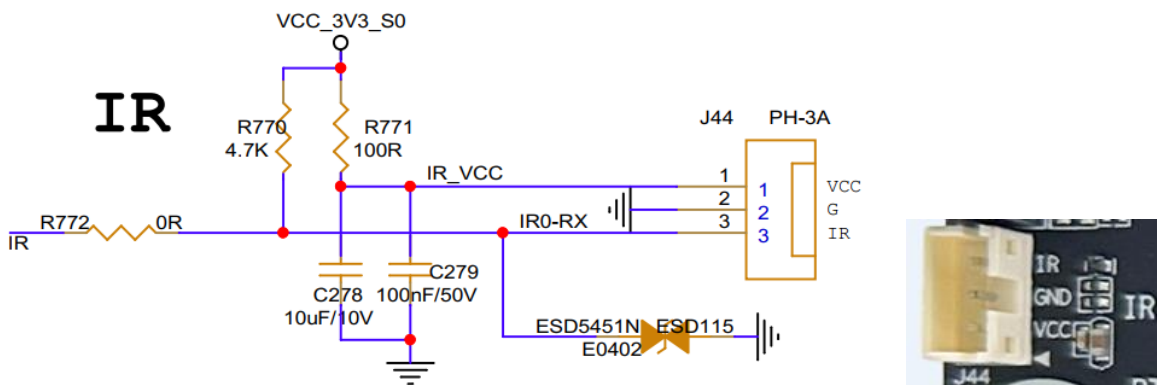 VCC_3V3_S0
IR
R770
4.7K
R771
100R
J44 PH-3A
IR_VCC
1 1 VCC
2 2 G
3 3 IR
R772 0R
IR
IR0-RX
C278
10uF/10V
C279
100nF/50V
ESD5451N ESD115
E0402
IR
GND
IR
VCC
J44